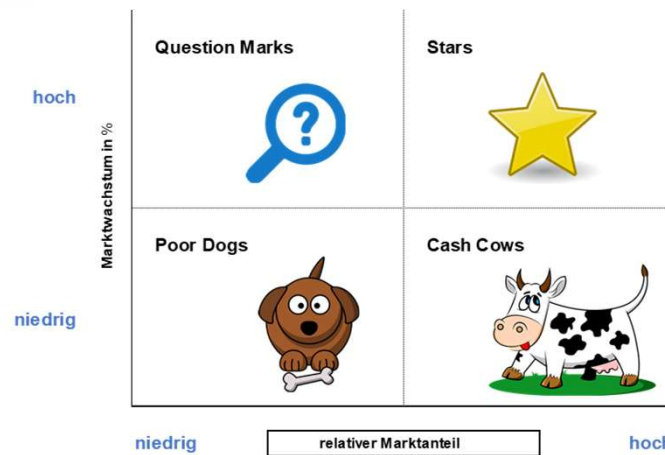 Question Marks
Stars
hoch
?
Marktwachstum in %
Poor Dogs
Cash Cows
niedrig
niedrig
relativer Marktanteil
hoch